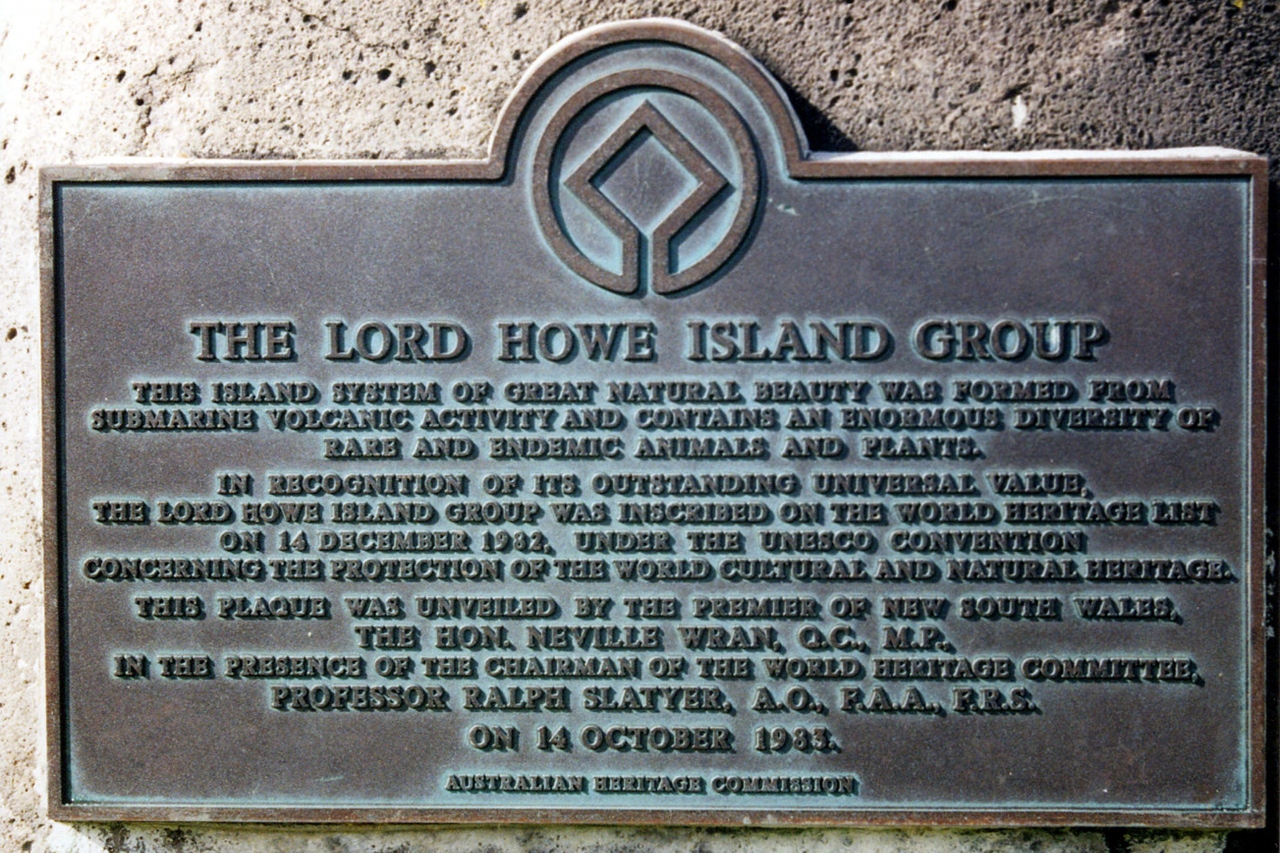 THE LORD HOWE ISLAND GROUP
THIS ISLAND SYSTEM OF GREAT NATURAL BEAUTY WAS FORMED FROM
SUBMARINE VOLCANIC ACTIVITY AND CONTAINS AN ENORMOUS DIVERSITY OF
RARE AND ENDEMIC ANIMALS AND PLANTS.
IN RECOGNITION OF ITS OUTSTANDING UNIVERSAL VALUE,
THE LORD HOWE ISLAND GROUP WAS INSCRIBED ON THE WORLD HERITAGE LIST
ON 14 DECEMBER 1982, UNDER THE UNESCO CONVENTION
CONCERNING THE PROTECTION OF THE WORLD CULTURAL AND NATURAL HERITAGE.
THIS PLAQUE WAS UNVEILED BY THE PREMIER OF NEW SOUTH WALES,
THE HON. NEVILLE WRAN, Q.C., M.P.,
IN THE PRESENCE OF THE CHAIRMAN OF THE WORLD HERITAGE COMMITTEE,
PROFESSOR RALPH SLATYER, A.O., F.A.A., F.R.S.
ON 14 OCTOBER 1983.
AUSTRALIAN HERITAGE COMMISSION